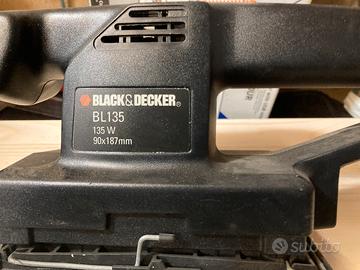 BLACK&DECKER®
BL135
135 W
90x187mm
subito